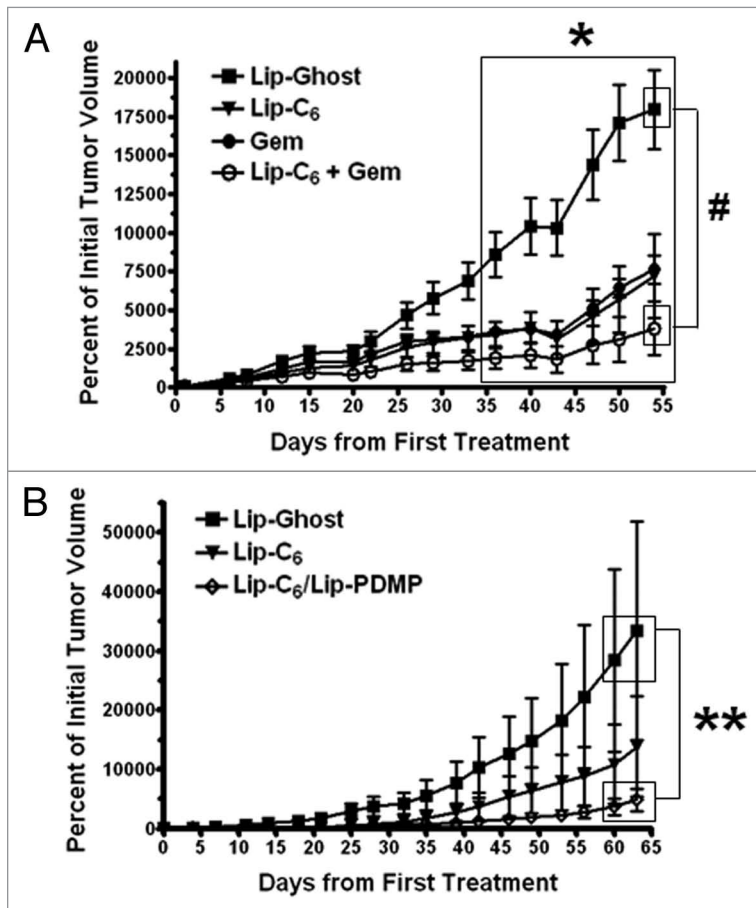 A
*
Percent of Initial Tumor Volume
20000
17500
15000
12500
10000
7500
5000
2500
0
Lip-Ghost
Lip-C₆
Gem
Lip-C₆ + Gem
#
0 5 10 15 20 25 30 35 40 45 50 55
Days from First Treatment
B
Percent of Initial Tumor Volume
50000
40000
30000
20000
10000
0
Lip-Ghost
Lip-C₆
Lip-C₆/Lip-PDMP
**
0 5 10 15 20 25 30 35 40 45 50 55 60 65
Days from First Treatment